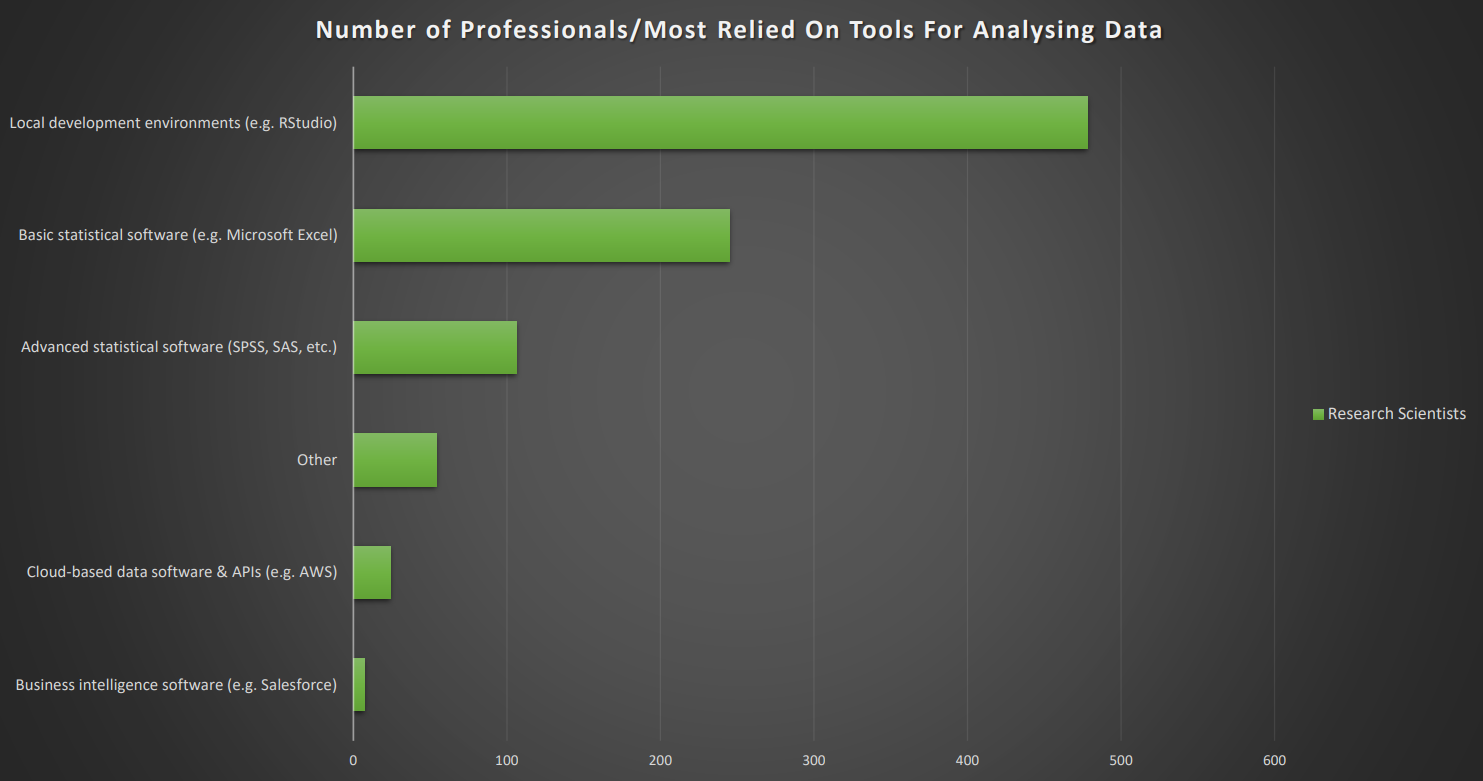 Number of Professionals/Most Relied On Tools For Analysing Data
Local development environments (e.g. RStudio)
Basic statistical software (e.g. Microsoft Excel)
Advanced statistical software (SPSS, SAS, etc.)
Other
Cloud-based data software & APIs (e.g. AWS)
Business intelligence software (e.g. Salesforce)
0 100 200 300 400 500 600
Research Scientists